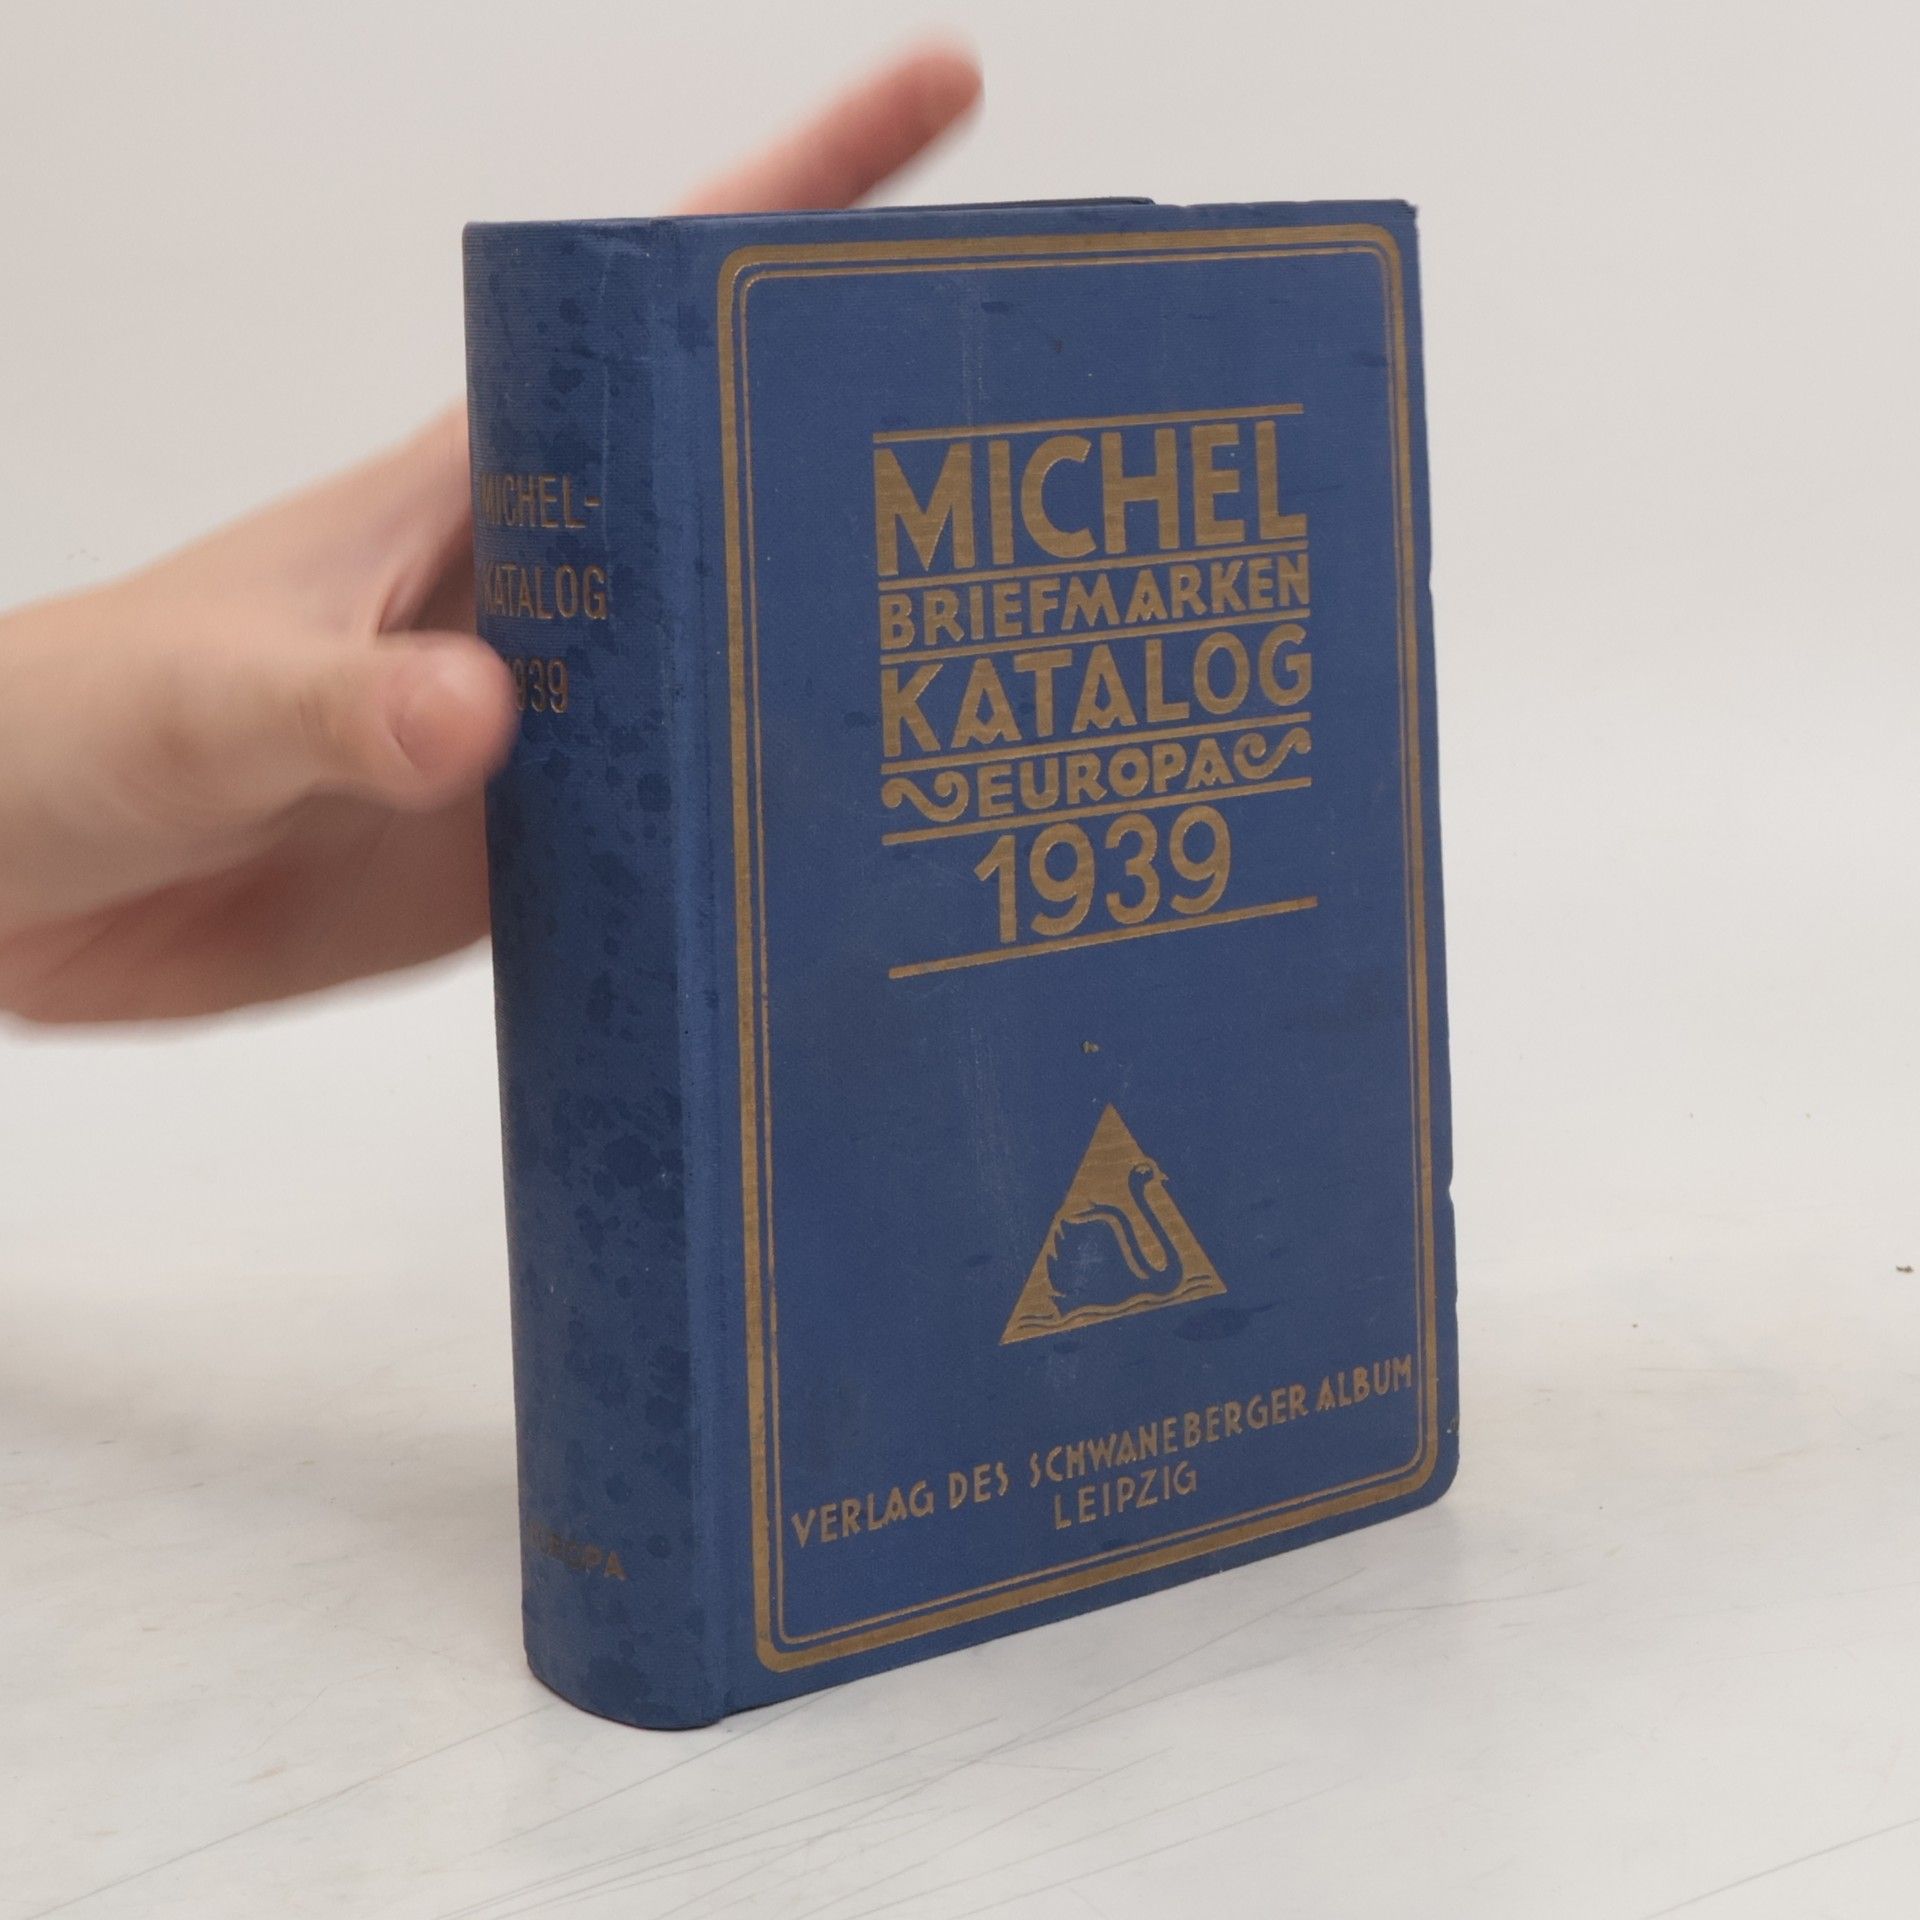 MICHEL-
KATALOG
1939
EUROPA
MICHEL
BRIEFMARKEN
KATALOG
EUROPA
1939
VERLAG DES SCHWANEBERGER ALBUM
LEIPZIG